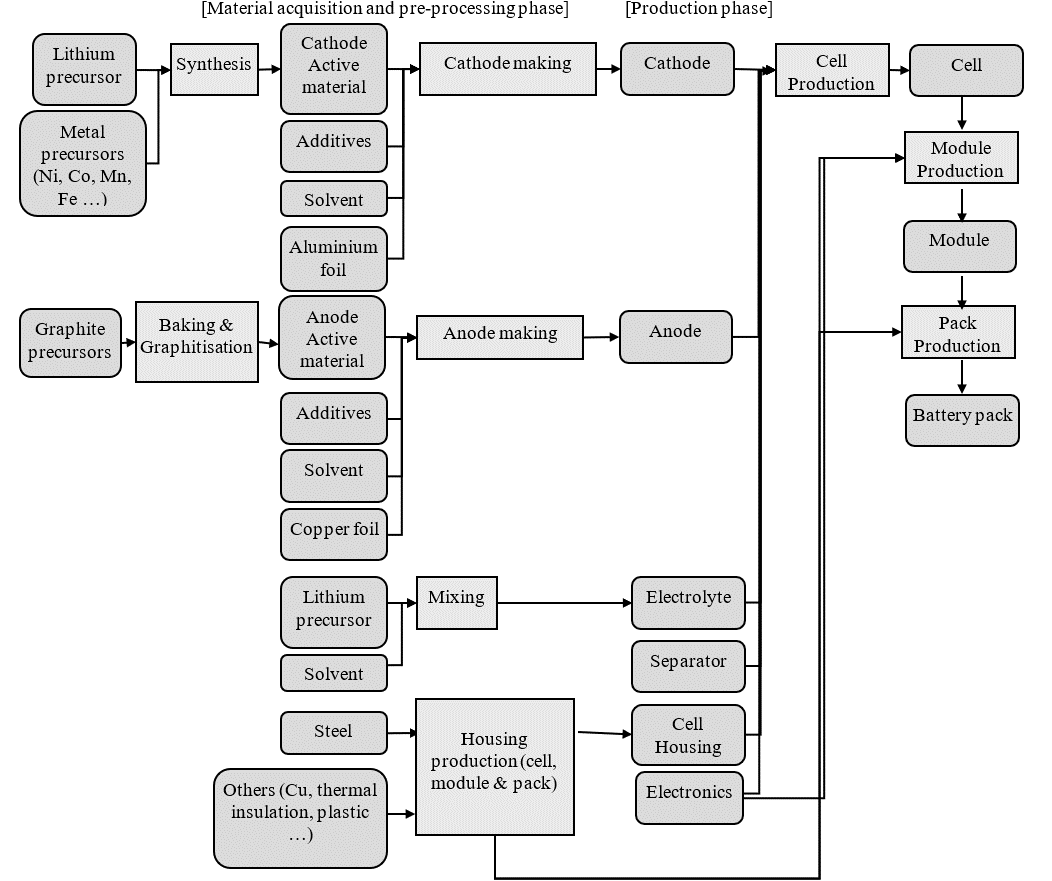 [Material acquisition and pre-processing phase]
[Production phase]
Lithium
precursor
Synthesis
Cathode
Active
material
Cathode making
Cathode
Cell
Production
Cell
Metal
precursors
(Ni, Co, Mn,
Fe …)
Additives
Module
Production
Solvent
Aluminium
foil
Module
Graphite
precursors
Baking &
Graphitisation
Anode
Active
material
Anode making
Anode
Pack
Production
Additives
Battery pack
Solvent
Copper foil
Lithium
precursor
Mixing
Electrolyte
Solvent
Separator
Steel
Housing
production (cell,
module & pack)
Cell
Housing
Others (Cu, thermal
insulation, plastic
…)
Electronics